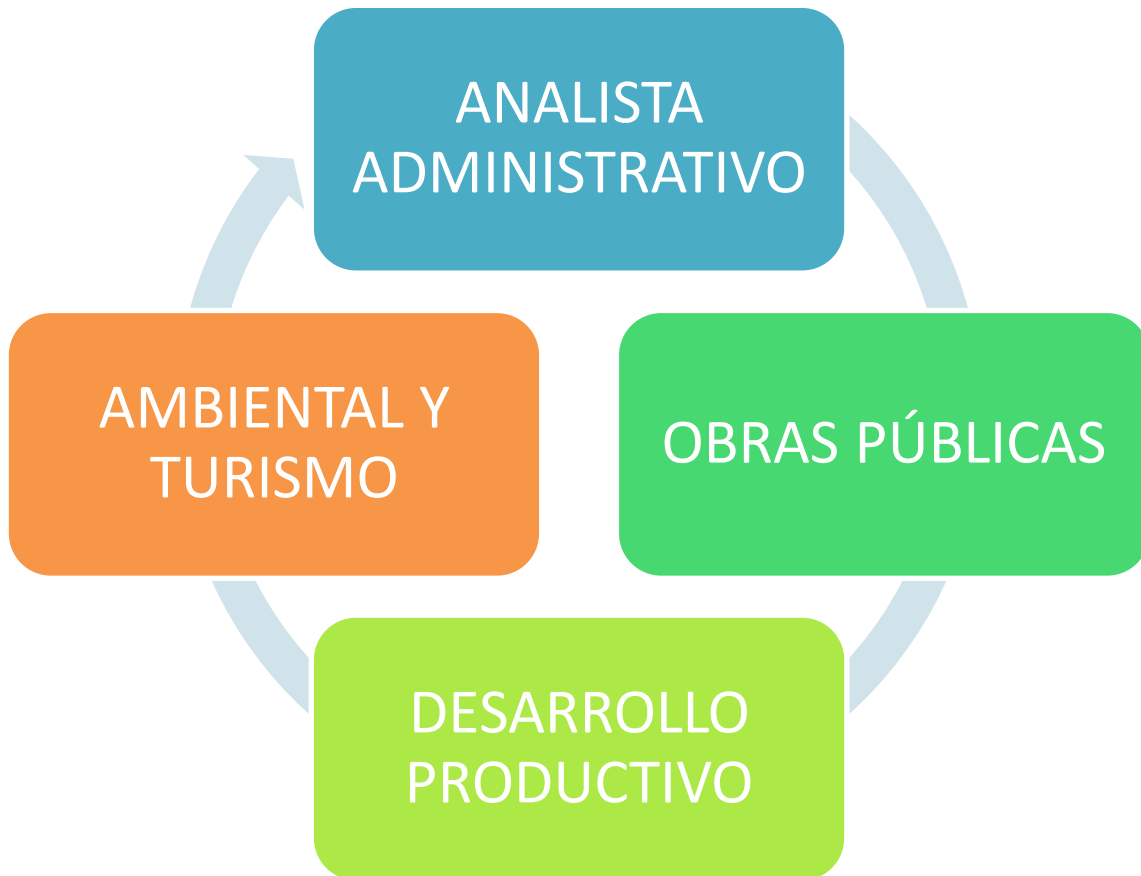 ANALISTA
ADMINISTRATIVO
AMBIENTAL Y
TURISMO
OBRAS PÚBLICAS
DESARROLLO
PRODUCTIVO